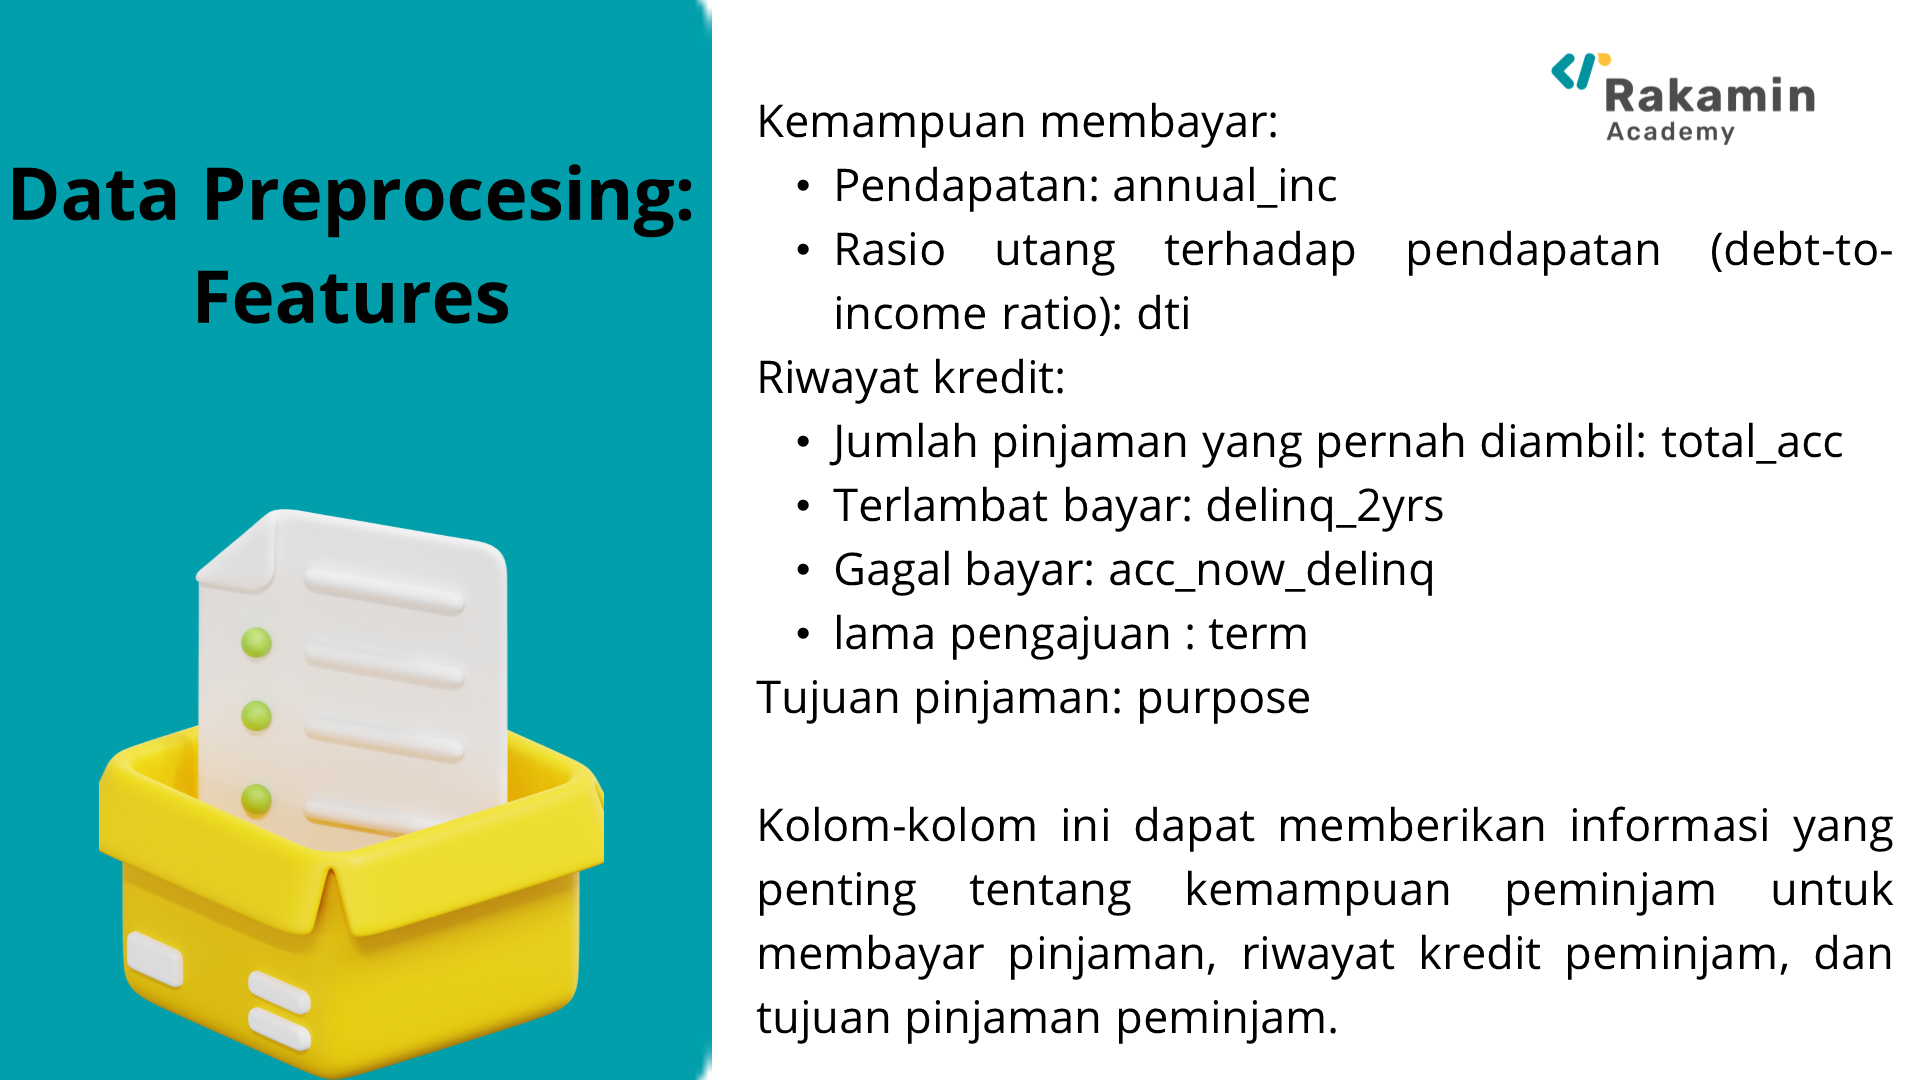 Data Preprocesing:
Features
Rakamin
Academy
Kemampuan membayar:
• Pendapatan: annual_inc
• Rasio utang terhadap pendapatan (debt-to-
income ratio): dti
Riwayat kredit:
• Jumlah pinjaman yang pernah diambil: total_acc
• Terlambat bayar: delinq_2yrs
• Gagal bayar: acc_now_delinq
• lama pengajuan : term
Tujuan pinjaman: purpose
Kolom-kolom ini dapat memberikan informasi yang
penting tentang kemampuan peminjam untuk
membayar pinjaman, riwayat kredit peminjam, dan
tujuan pinjaman peminjam.